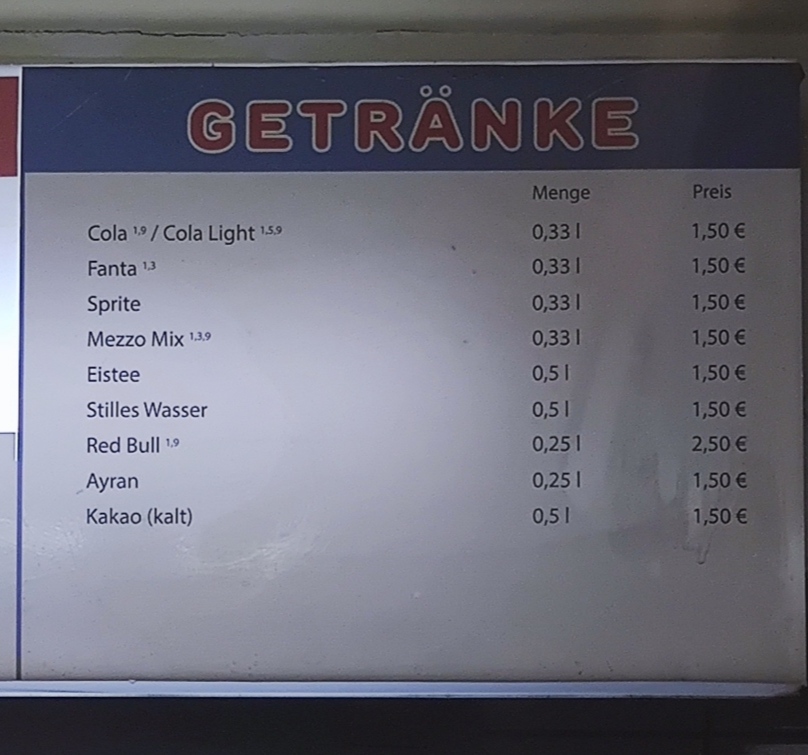 GETRÄNKE
Menge Preis
Cola 1,9 / Cola Light 1,5,9 0,33 l 1,50 €
Fanta 1,3 0,33 l 1,50 €
Sprite 0,33 l 1,50 €
Mezzo Mix 1,3,9 0,33 l 1,50 €
Eistee 0,5 l 1,50 €
Stilles Wasser 0,5 l 1,50 €
Red Bull 1,9 0,25 l 2,50 €
Ayran 0,25 l 1,50 €
Kakao (kalt) 0,5 l 1,50 €